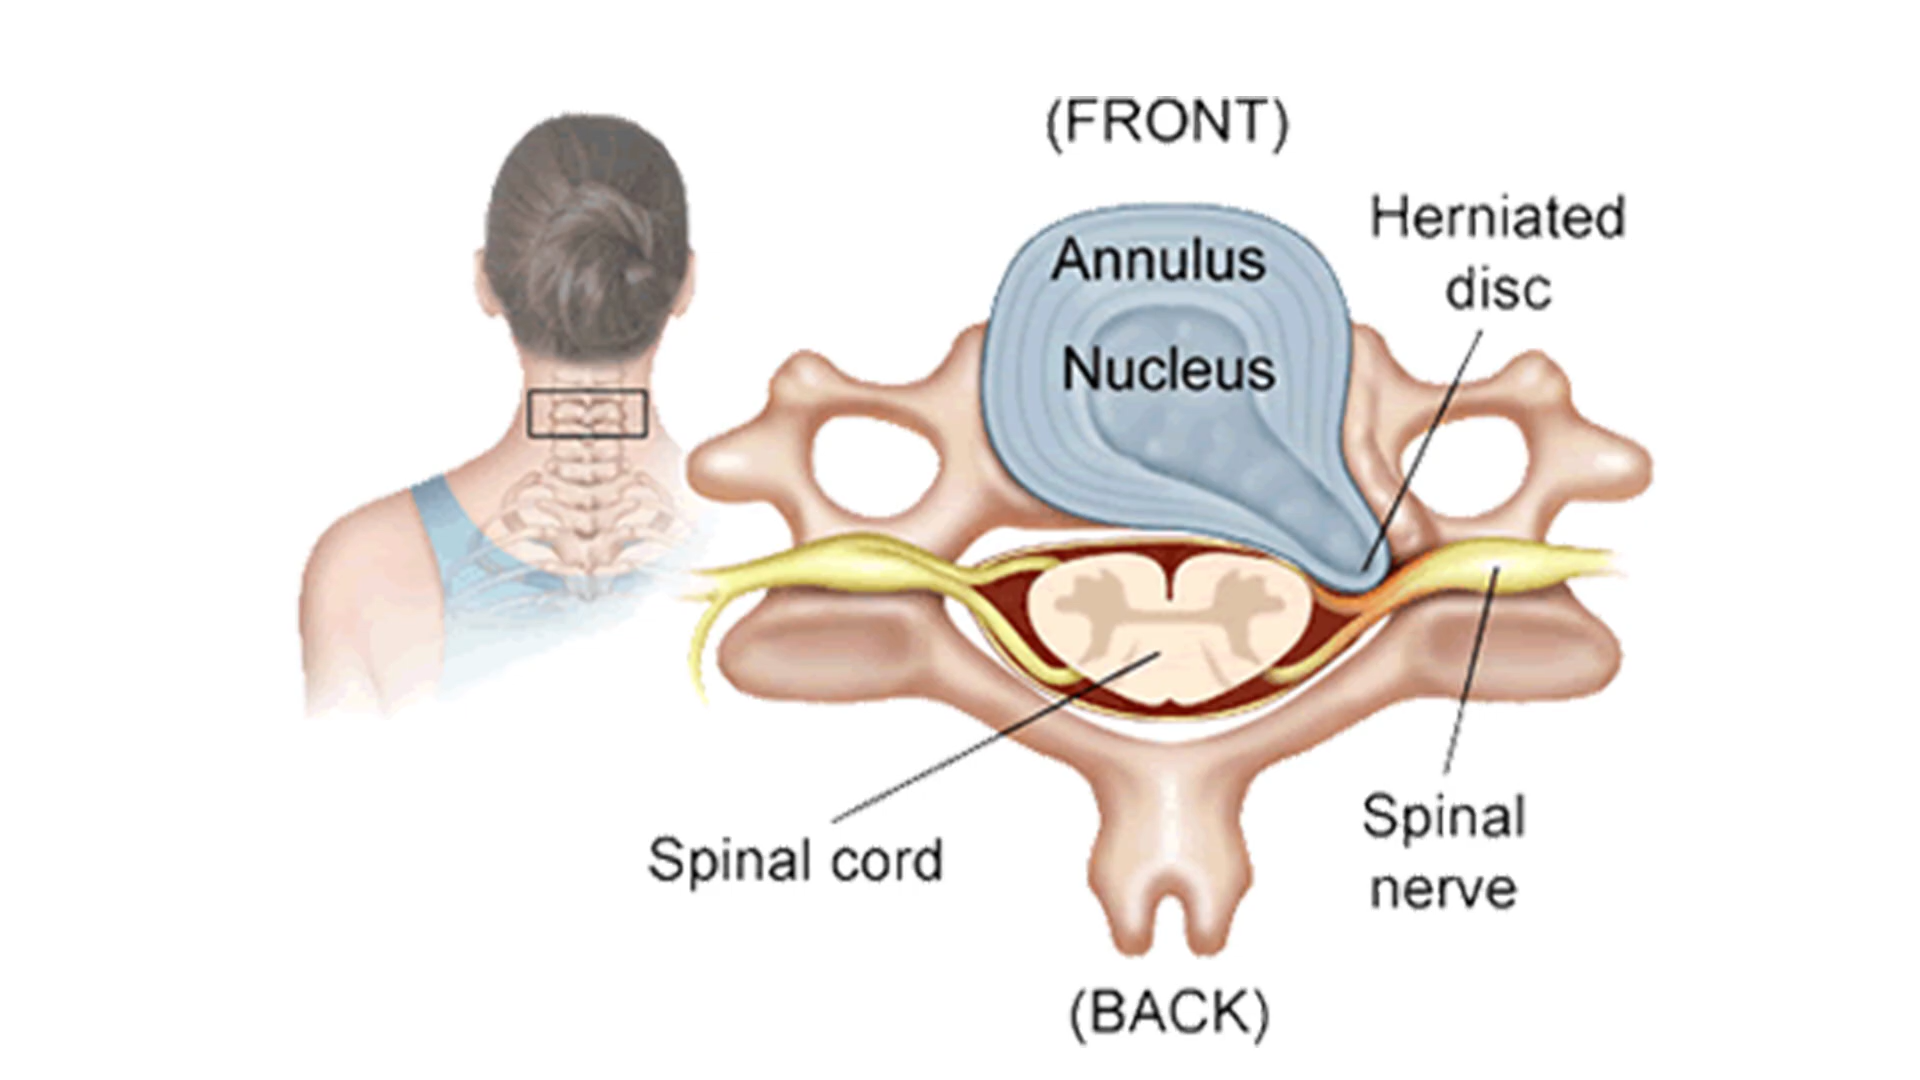 (FRONT)
Herniated
disc
Annulus
Nucleus
Spinal cord
Spinal
nerve
(BACK)